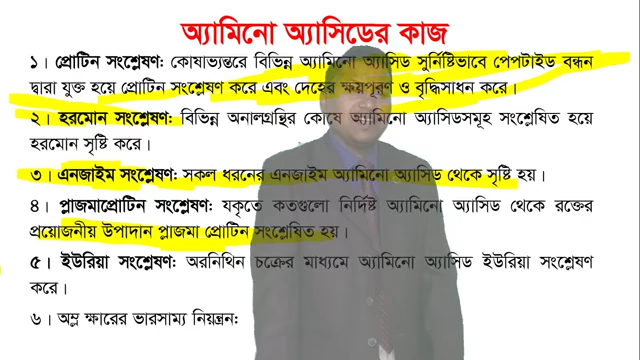 অ্যামিনো অ্যাসিডের কাজ
১। প্রোটিন সংশ্লেষণ: কোষাভ্যন্তরে বিভিন্ন অ্যামিনো অ্যাসিড সুনিষ্টিভাবে পেপটাইড বন্ধন
দ্বারা যুক্ত হয়ে প্রোটিন সংশ্লেষণ করে এবং দেহের ক্ষয়পুরণ ও বৃদ্ধিসাধন করে।
২। হরমোন সংশ্লেষণ: বিভিন্ন অনালগ্রন্থির কোষে অ্যামিনো অ্যাসিডসমূহ সংশ্লেষিত হয়ে
হরমোন সৃষ্টি করে।
৩। এনজাইম সংশ্লেষণ: সকল ধরনের এনজাইম অ্যামিনো অ্যাসিড থেকে সৃষ্টি হয়।
৪। প্লাজমাপ্রোটিন সংশ্লেষণ: যকৃতে কতগুলো নির্দিষ্ট অ্যামিনো অ্যাসিড থেকে রক্তের
প্রয়োজনীয় উপাদান প্লাজমা প্রোটিন সংশ্লেষিত হয়।
৫। ইউরিয়া সংশ্লেষণ: অরনিথিন চক্রের মাধ্যমে অ্যামিনো অ্যাসিড ইউরিয়া সংশ্লেষণ
করে।
৬। অম্ল ক্ষারের ভারসাম্য নিয়ন্ত্রন: